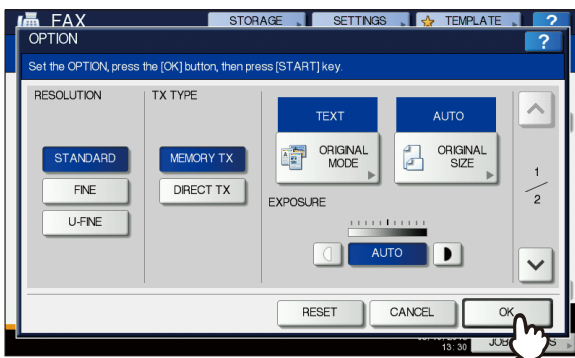 FAX
STORAGE
SETTINGS
TEMPLATE
?
OPTION
?
Set the OPTION, press the [OK] button, then press [START] key.
RESOLUTION
TX TYPE
TEXT
AUTO
STANDARD
MEMORY TX
ORIGINAL
MODE
ORIGINAL
SIZE
FINE
DIRECT TX
1
2
U-FINE
EXPOSURE
AUTO
RESET
CANCEL
OK
13:30